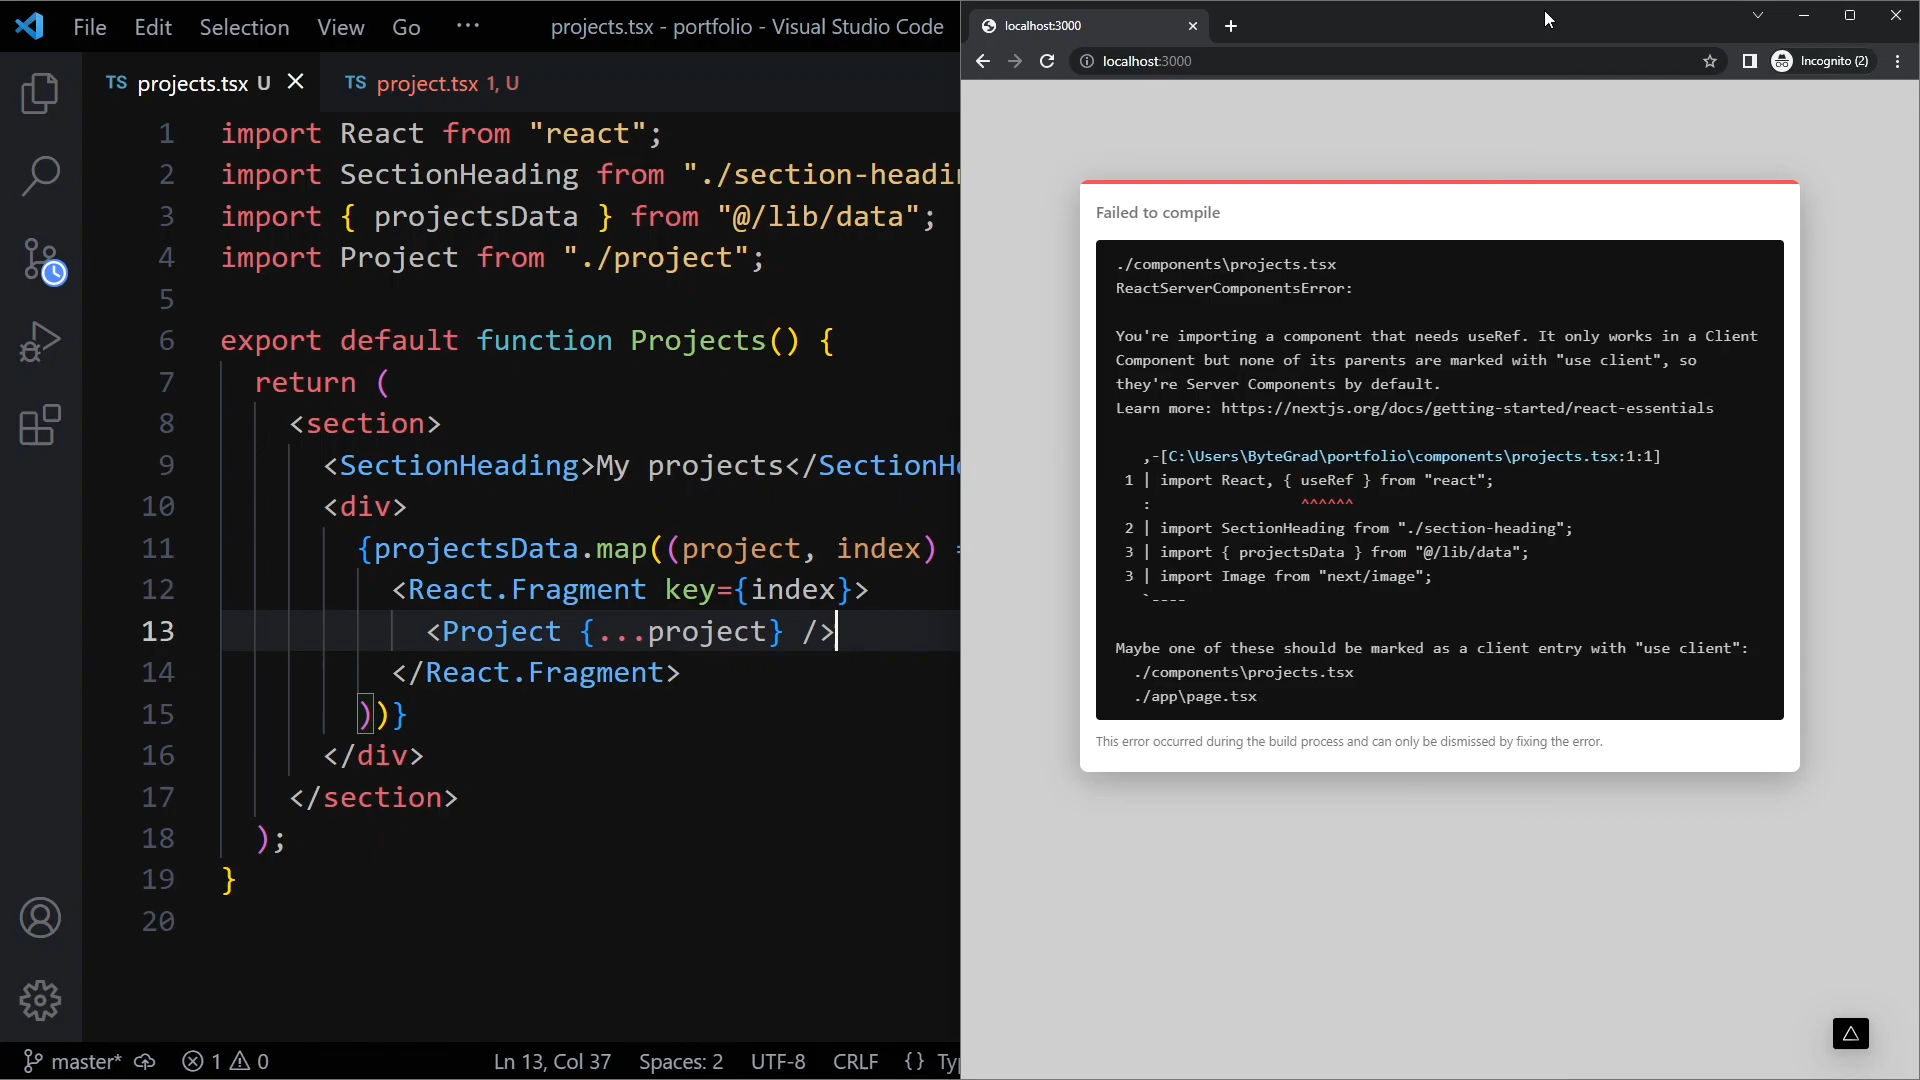 File Edit Selection View Go ··· projects.tsx - portfolio - Visual Studio Code
TS projects.tsx U TS project.tsx 1, U
1 import React from "react";
2 import SectionHeading from "./section-headi
3 import { projectsData } from "@/lib/data";
4 import Project from "./project";
5
6 export default function Projects() {
7 return (
8 <section>
9 <SectionHeading>My projects</SectionH
10 <div>
11 {projectsData.map((project, index) =
12 <React.Fragment key={index}>
13 <Project {...project} />
14 </React.Fragment>
15 ))}
16 </div>
17 </section>
18 );
19 }
20
master* 1 0 Ln 13, Col 37 Spaces: 2 UTF-8 CRLF {} Ty
localhost:3000
localhost:3000 Incognito (2)
Failed to compile
./components\projects.tsx
ReactServerComponentsError:
You're importing a component that needs useRef. It only works in a Client
Component but none of its parents are marked with "use client", so
they're Server Components by default.
Learn more: https://nextjs.org/docs/getting-started/react-essentials
,-[C:\Users\ByteGrad\portfolio\components\projects.tsx:1:1]
1 | import React, { useRef } from "react";
: ^^^^^^
2 | import SectionHeading from "./section-heading";
3 | import { projectsData } from "@/lib/data";
3 | import Image from "next/image";
`----
Maybe one of these should be marked as a client entry with "use client":
./components\projects.tsx
./app\page.tsx
This error occurred during the build process and can only be dismissed by fixing the error.